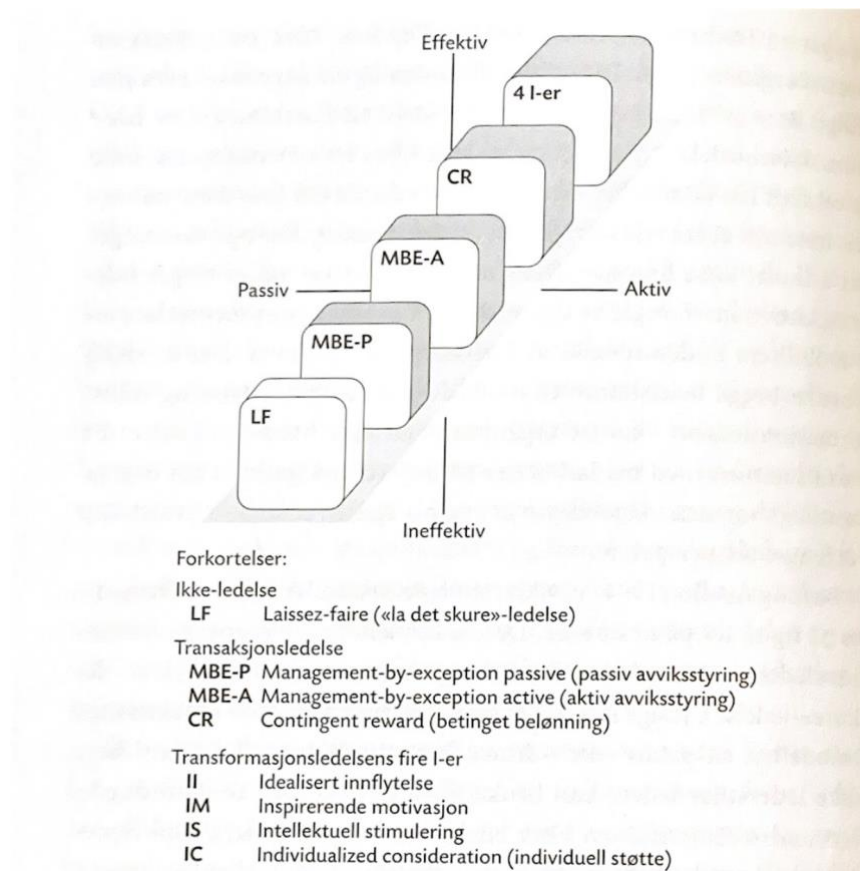 Effektiv
4 I-er
CR
MBE-A
Passiv
Aktiv
MBE-P
LF
Ineffektiv
Forkortelser:
Ikke-ledelse
LF Laissez-faire («la det skure»-ledelse)
Transaksjonsledelse
MBE-P Management-by-exception passive (passiv avviksstyring)
MBE-A Management-by-exception active (aktiv avviksstyring)
CR Contingent reward (betinget belønning)
Transformasjonsledelsens fire I-er
II Idealisert innflytelse
IM Inspirerende motivasjon
IS Intellektuell stimulering
IC Individualized consideration (individuell støtte)